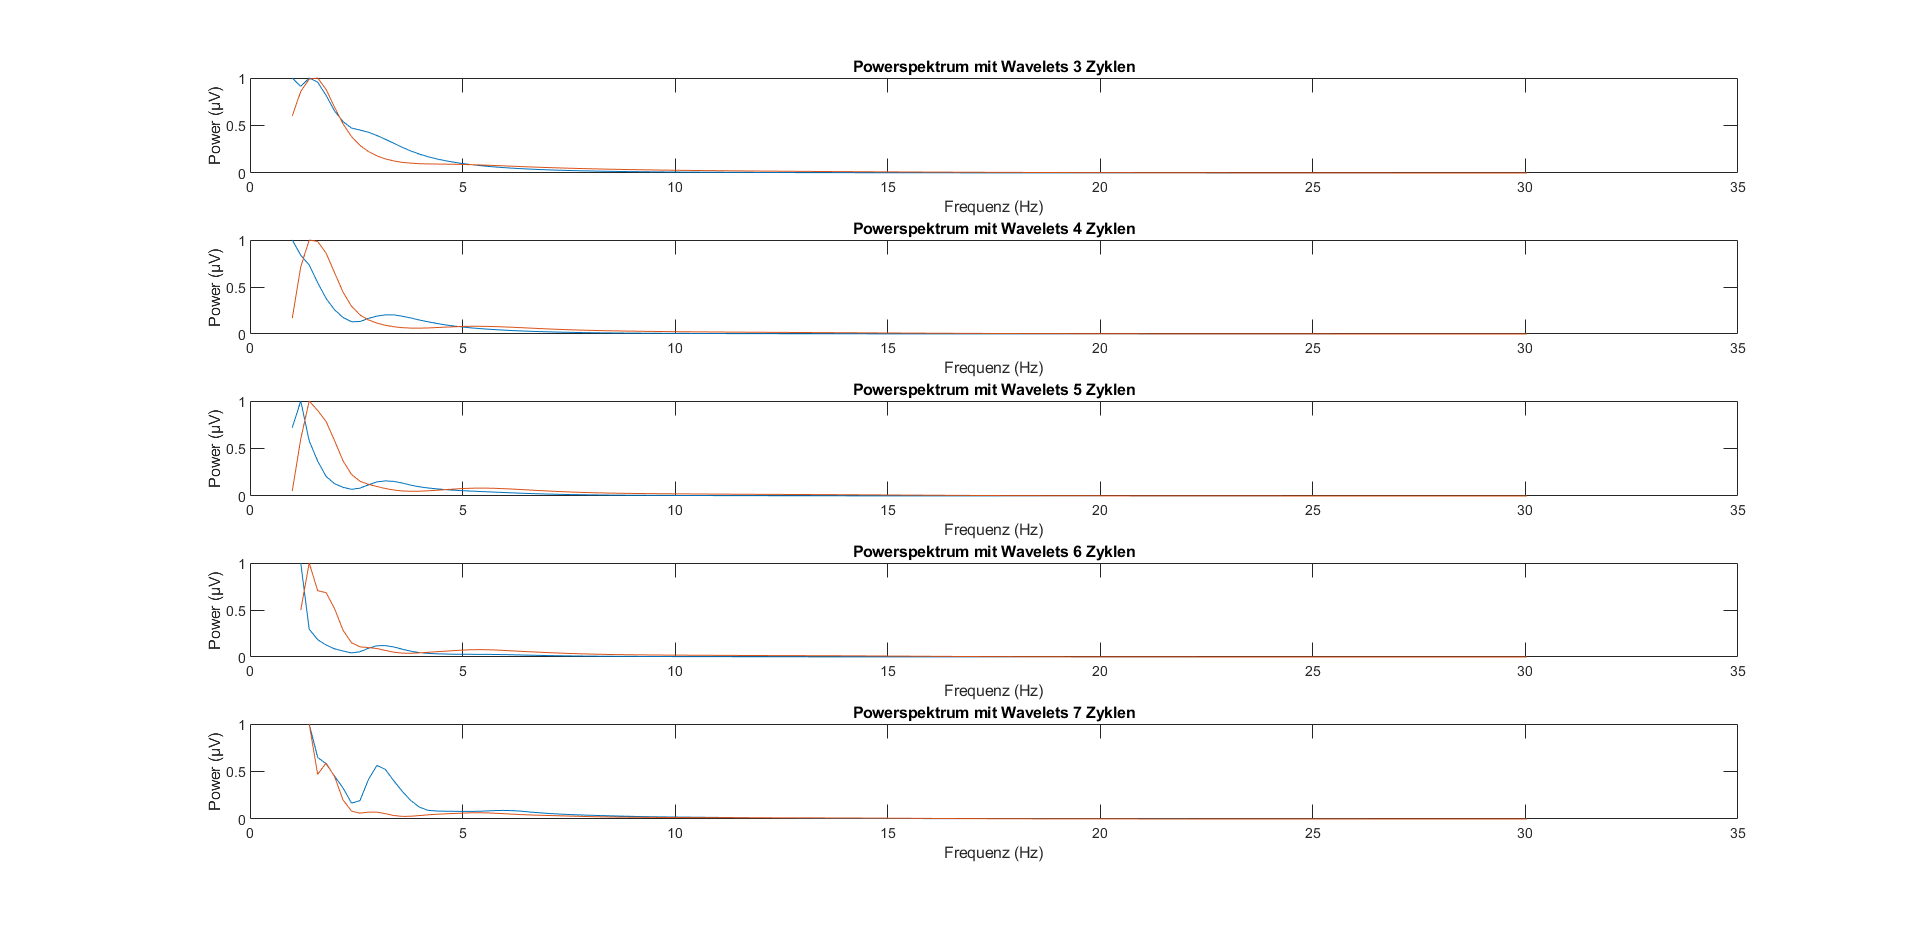 Powerspektrum mit Wavelets 3 Zyklen
Power (µV)
1
0.5
0
0 5 10 15 20 25 30 35
Frequenz (Hz)
Powerspektrum mit Wavelets 4 Zyklen
Power (µV)
1
0.5
0
0 5 10 15 20 25 30 35
Frequenz (Hz)
Powerspektrum mit Wavelets 5 Zyklen
Power (µV)
1
0.5
0
0 5 10 15 20 25 30 35
Frequenz (Hz)
Powerspektrum mit Wavelets 6 Zyklen
Power (µV)
1
0.5
0
0 5 10 15 20 25 30 35
Frequenz (Hz)
Powerspektrum mit Wavelets 7 Zyklen
Power (µV)
1
0.5
0
0 5 10 15 20 25 30 35
Frequenz (Hz)